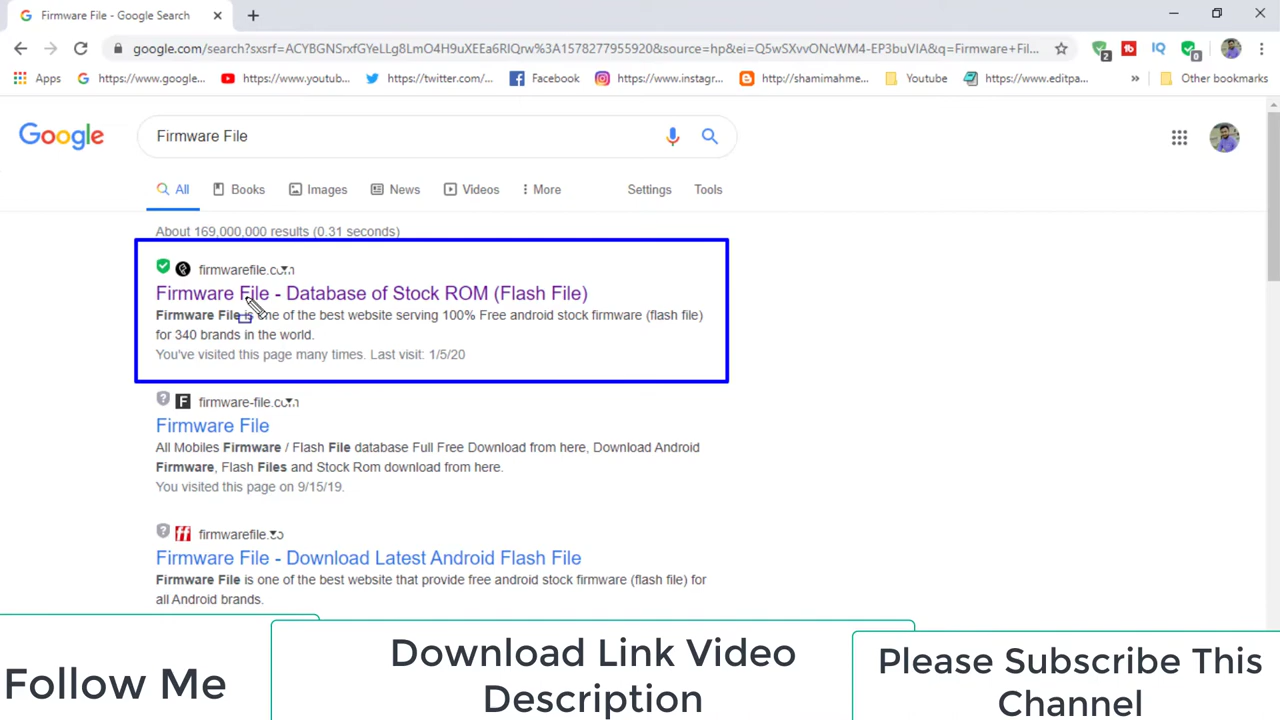 Firmware File - Google Search
google.com/search?sxsrf=ACYBGNSrxfGYeLLg8LmO4H9uXEEa6RIQrw%3A1578277955920&source=hp&ei=Q5wSXvvONcWM4-EP3buVIA&q=Firmware+Fil...
2
0
Apps
https://www.google...
https://www.youtub...
https://twitter.com/...
Facebook
https://www.instagr...
http://shamimahme...
Youtube
https://www.editpa...
»
Other bookmarks
Google
Firmware File
All
Books
Images
News
Videos
More
Settings
Tools
About 169,000,000 results (0.31 seconds)
firmwarefile.com
Firmware File - Database of Stock ROM (Flash File)
Firmware File is one of the best website serving 100% Free android stock firmware (flash file)
for 340 brands in the world.
You've visited this page many times. Last visit: 1/5/20
firmware-file.com
Firmware File
All Mobiles Firmware / Flash File database Full Free Download from here, Download Android
Firmware, Flash Files and Stock Rom download from here.
You visited this page on 9/15/19.
Firmware File - Download Latest Android Flash File
Firmware File is one of the best website that provide free android stock firmware (flash file) for
all Android brands.
Follow Me
Download Link Video
Description
Please Subscribe This
Channel